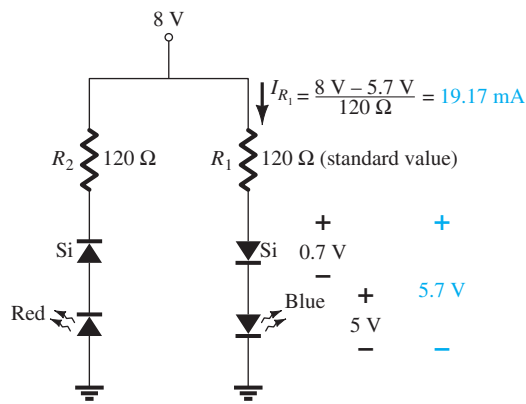 8 V
I_{R_1} = \frac{8 V – 5.7 V}{120 Ω} = 19.17 mA
R_2 120 Ω
R_1 120 Ω (standard value)
Si
Si
+
0.7 V
–
+
5.7 V
–
Red
Blue
+
5 V
–